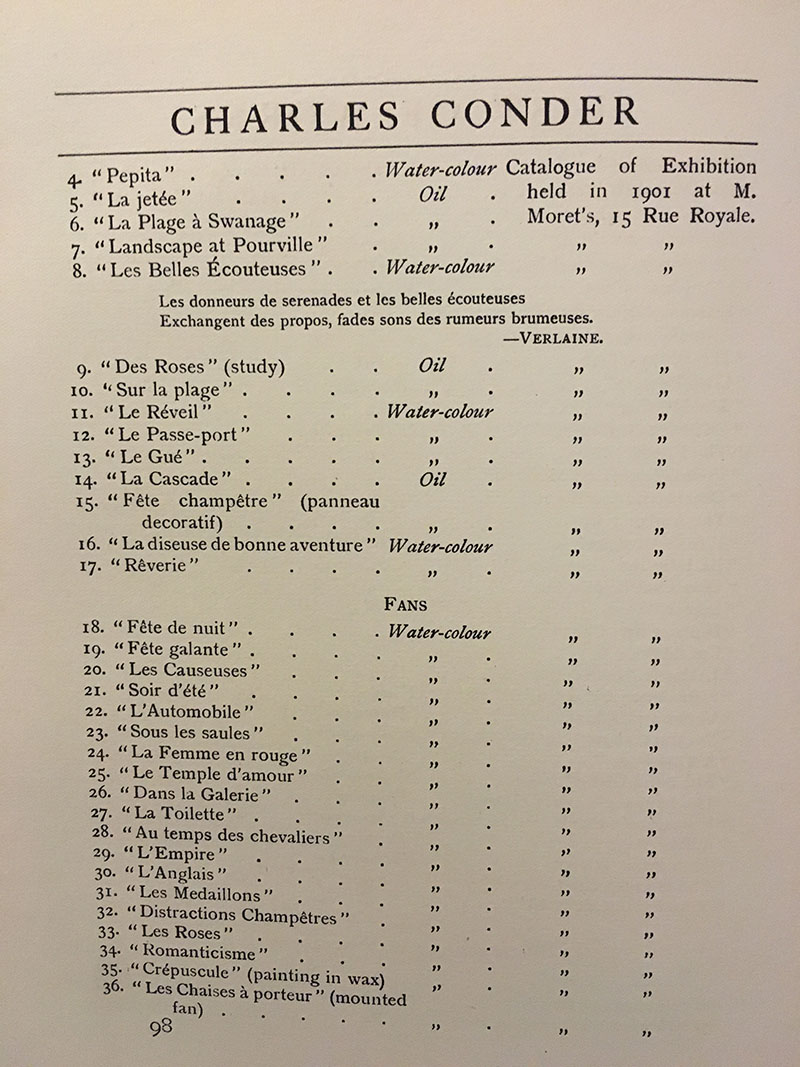 CHARLES CONDER
4. “Pepita” . . . . . Water-colour Catalogue of Exhibition
5. “La jetée” . . . . Oil . held in 1901 at M.
6. “La Plage à Swanage” . . „ . Moret's, 15 Rue Royale.
7. “Landscape at Pourville” . „ . „ „
8. “Les Belles Écouteuses” . . Water-colour „ „
Les donneurs de serenades et les belles écouteuses
Exchangent des propos, fades sons des rumeurs brumeuses.
—VERLAINE.
9. “Des Roses” (study) . . Oil . „ „
10. “Sur la plage” . . . . „ . „ „
11. “Le Réveil” . . . . Water-colour „ „
12. “Le Passe-port” . . . „ . „ „
13. “Le Gué” . . . . . „ . „ „
14. “La Cascade” . . . . Oil . „ „
15. “Fête champêtre” (panneau
decoratif) . . . . „ . „ „
16. “La diseuse de bonne aventure” Water-colour „ „
17. “Rêverie” . . . . „ . „ „
FANS
18. “Fête de nuit” . . . . Water-colour „ „
19. “Fête galante” . . . . „ . „ „
20. “Les Causeuses” . . . „ . „ „
21. “Soir d'été” . . . . „ . „ „
22. “L'Automobile” . . . „ . „ „
23. “Sous les saules” . . . „ . „ „
24. “La Femme en rouge” . . „ . „ „
25. “Le Temple d'amour” . . „ . „ „
26. “Dans la Galerie” . . . „ . „ „
27. “La Toilette” . . . . „ . „ „
28. “Au temps des chevaliers” . „ . „ „
29. “L'Empire” . . . . „ . „ „
30. “L'Anglais” . . . . „ . „ „
31. “Les Medaillons” . . . „ . „ „
32. “Distractions Champêtres” . „ . „ „
33. “Les Roses” . . . . „ . „ „
34. “Romanticisme” . . . „ . „ „
35. “Crépuscule” (painting in wax) „ . „ „
36. “Les Chaises à porteur” (mounted
fan) . . . . . „ . „ „
98